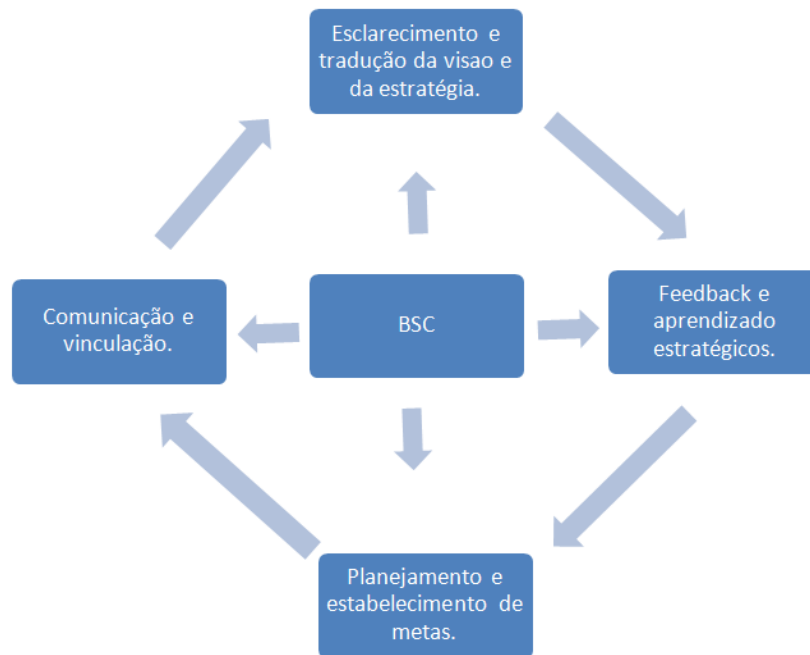 Esclarecimento e
tradução da visao e
da estratégia.
Comunicação e
vinculação.
BSC
Feedback e
aprendizado
estratégicos.
Planejamento e
estabelecimento de
metas.